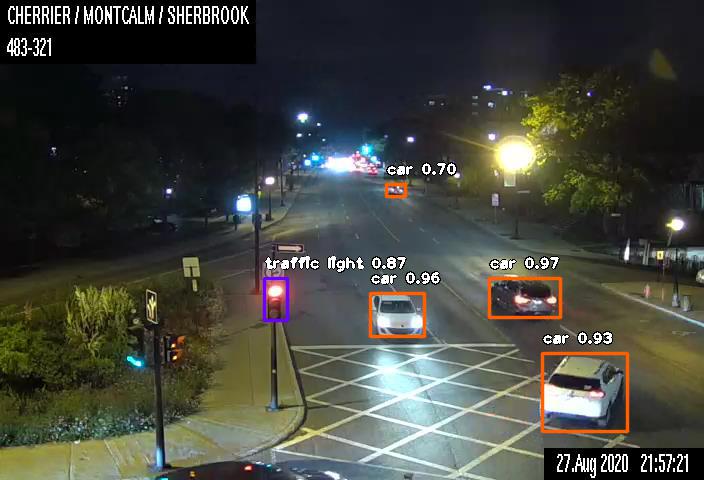 CHERRIER / MONTCALM / SHERBROOK
483-321
car 0.70
traffic light 0.87
car 0.96
car 0.97
car 0.93
27.Aug 2020 21:57:21